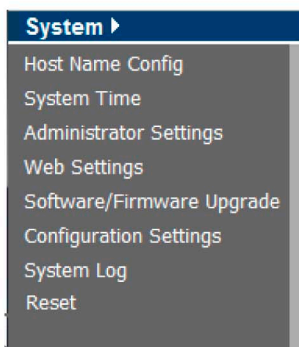 System
Host Name Config
System Time
Administrator Settings
Web Settings
Software/Firmware Upgrade
Configuration Settings
System Log
Reset